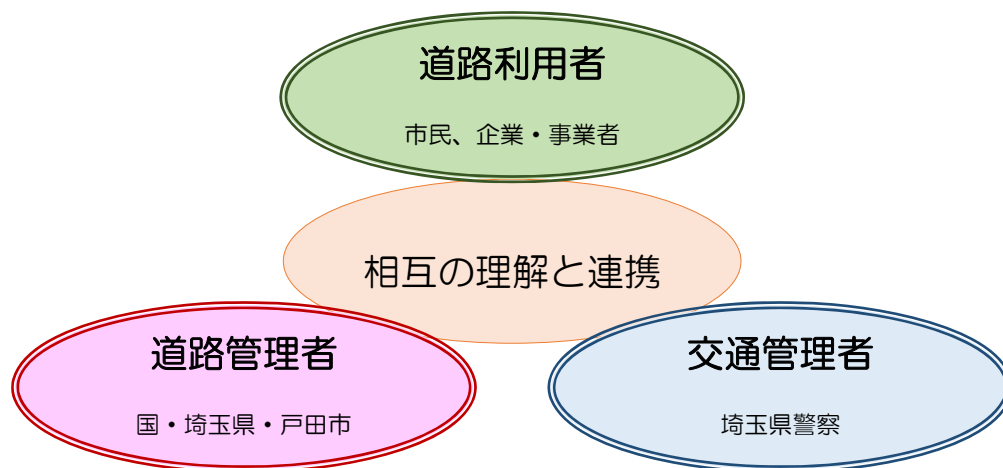 道路利用者
市民、企業・事業者
相互の理解と連携
道路管理者
国・埼玉県・戸田市
交通管理者
埼玉県警察